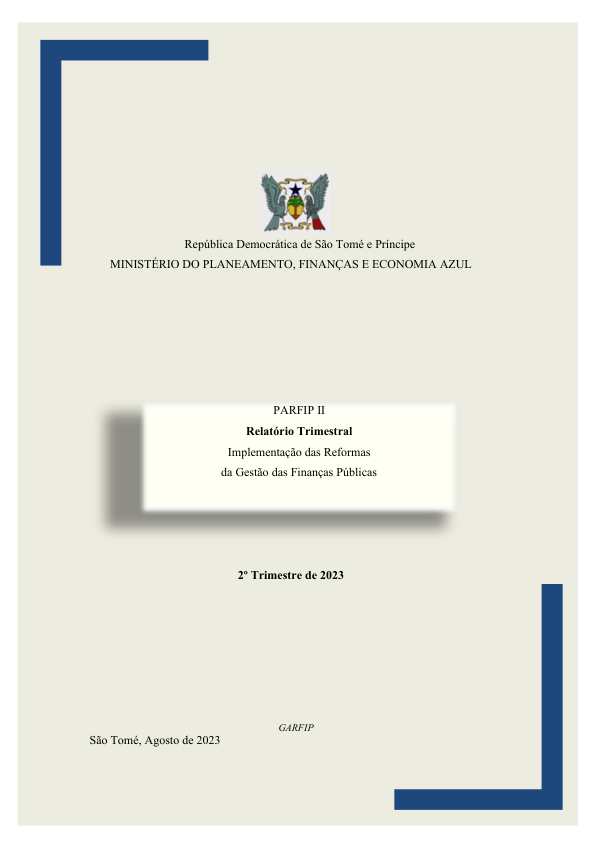 República Democrática de São Tomé e Príncipe
MINISTÉRIO DO PLANEAMENTO, FINANÇAS E ECONOMIA AZUL
PARFIP II
Relatório Trimestral
Implementação das Reformas
da Gestão das Finanças Públicas
2º Trimestre de 2023
GARFIP
São Tomé, Agosto de 2023